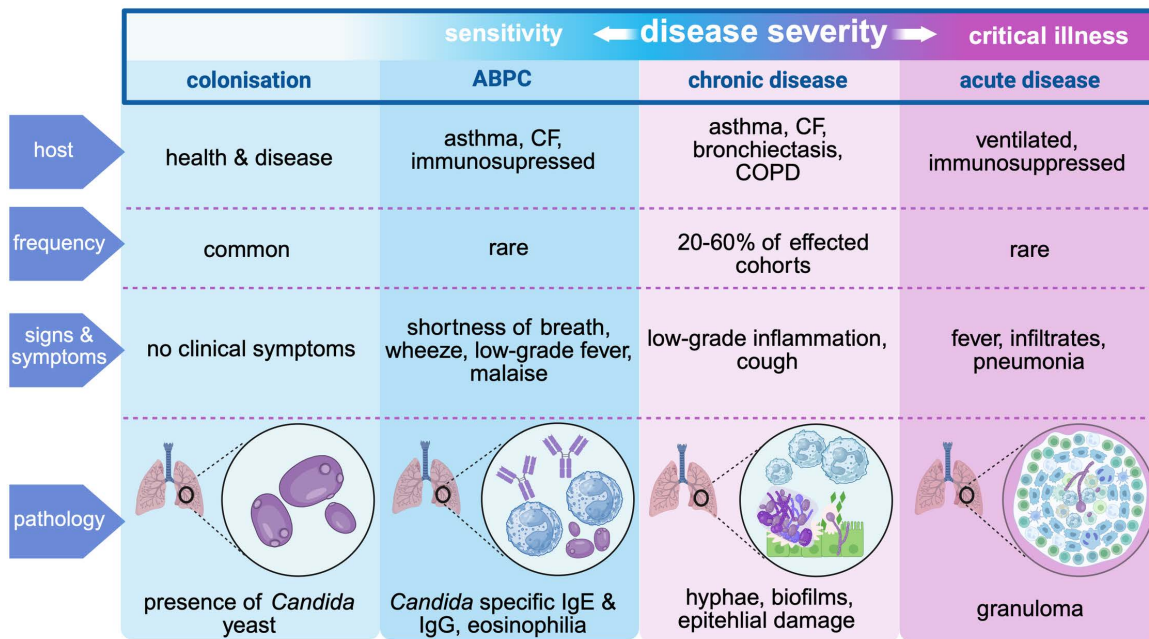 sensitivity disease severity critical illness
colonisation ABPC chronic disease acute disease
host
health & disease
asthma, CF,
immunosupressed
asthma, CF,
bronchiectasis,
COPD
ventilated,
immunosuppressed
frequency
common
rare
20-60% of effected
cohorts
rare
signs &
symptoms
no clinical symptoms
shortness of breath,
wheeze, low-grade fever,
malaise
low-grade inflammation,
cough
fever, infiltrates,
pneumonia
pathology
presence of Candida
yeast
Candida specific IgE &
IgG, eosinophilia
hyphae, biofilms,
epitehlial damage
granuloma